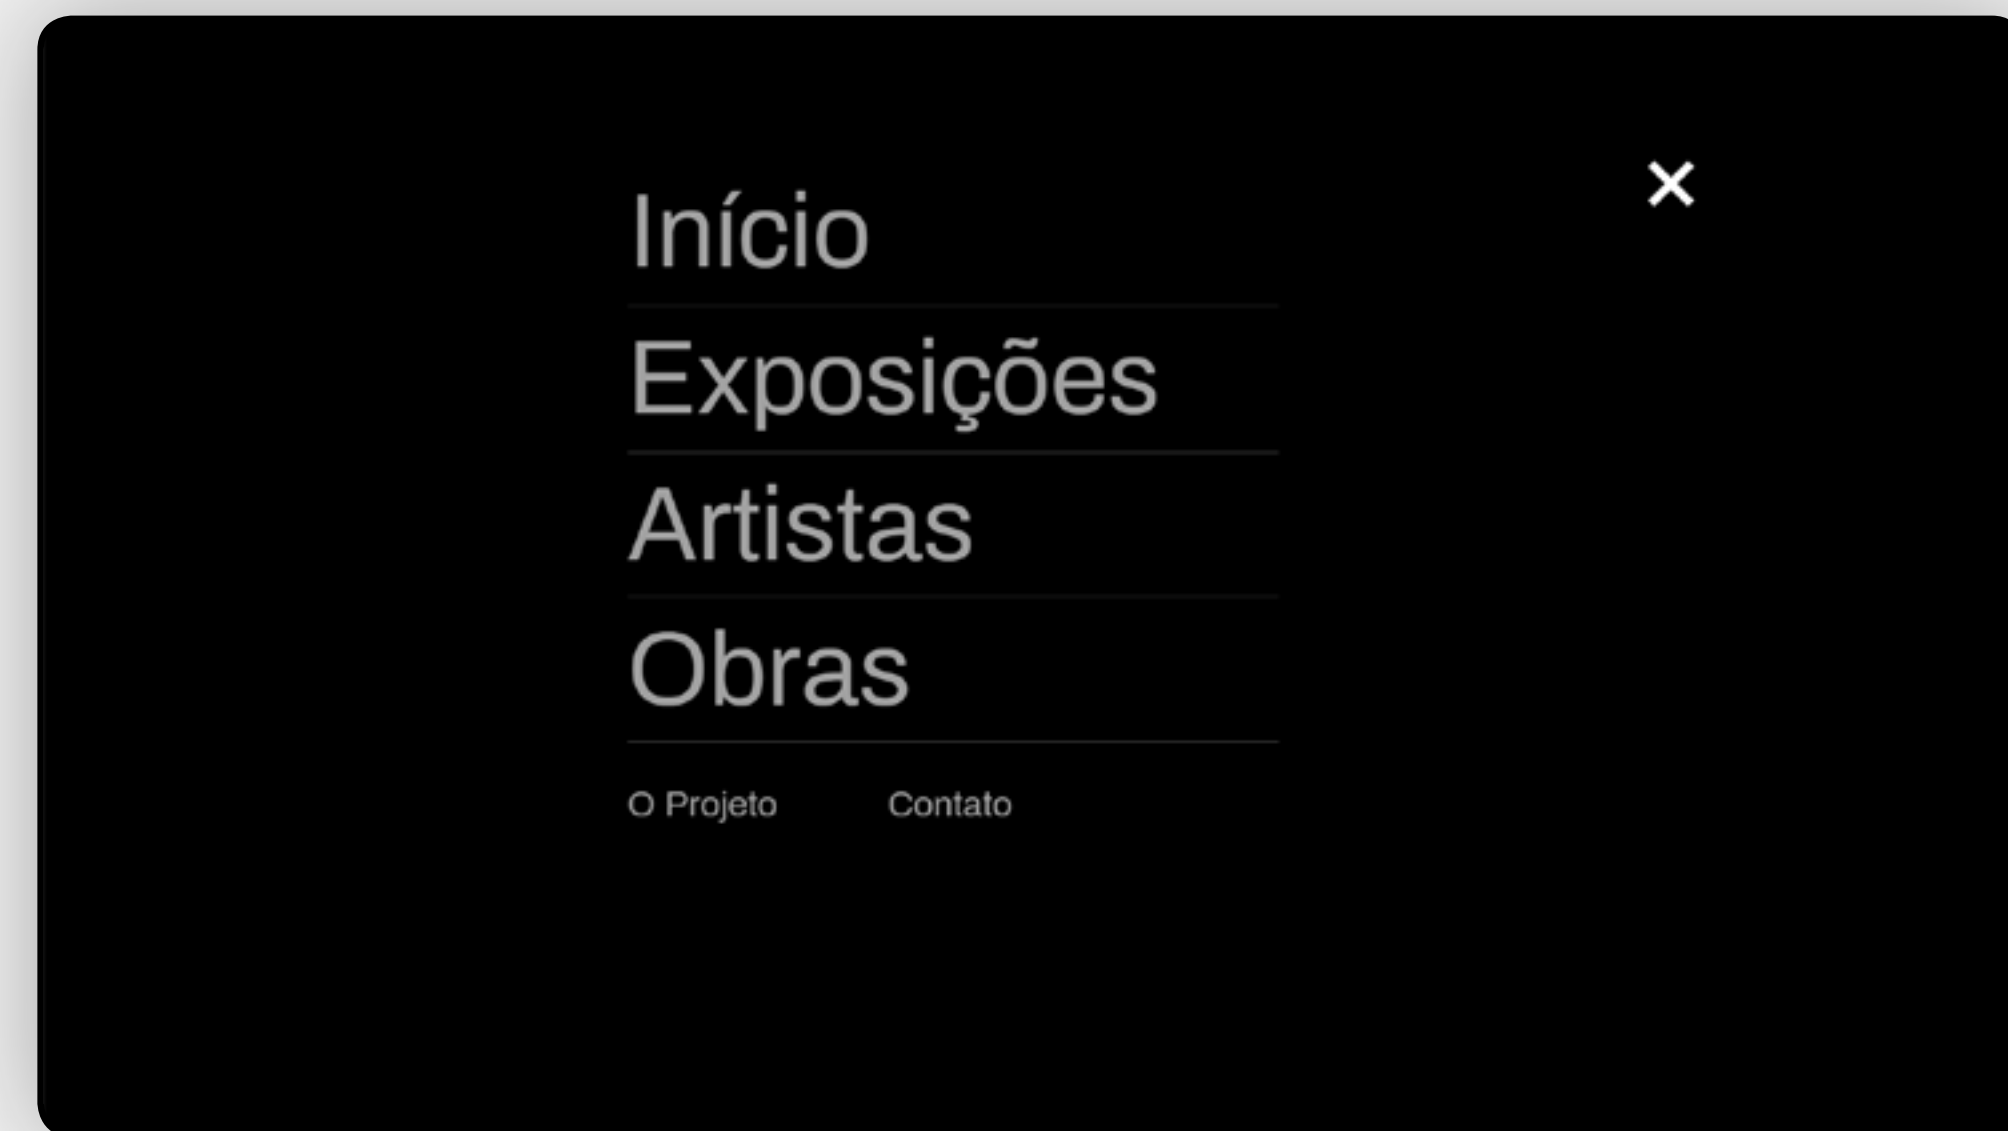 Início
Exposições
Artistas
Obras
O Projeto Contato